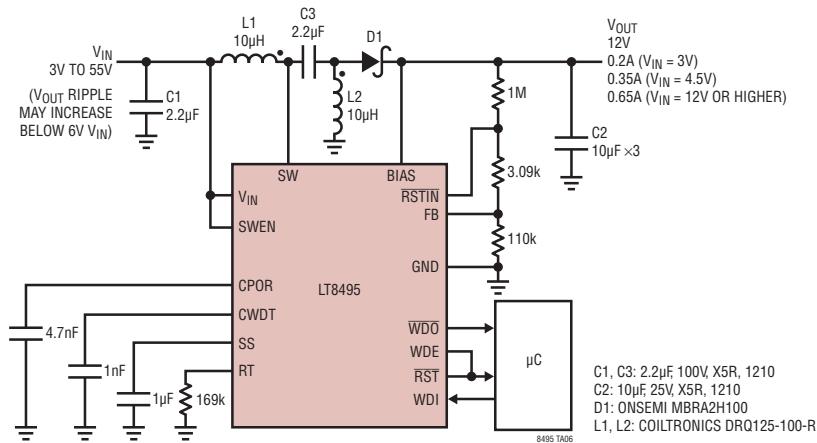 L1
10µH
C3
2.2µF
D1
VIN
3V TO 55V
(VOUT RIPPLE
MAY INCREASE
BELOW 6V VIN)
C1
2.2µF
L2
10µH
VOUT
12V
0.2A (VIN = 3V)
0.35A (VIN = 4.5V)
0.65A (VIN = 12V OR HIGHER)
1M
C2
10µF ×3
3.09k
110k
SW
BIAS
VIN
SWEN
RSTIN
FB
GND
CPOR
CWDT
SS
RT
LT8495
WDO
WDE
RST
WDI
µC
4.7nF
1nF
1µF
169k
C1, C3: 2.2µF, 100V, X5R, 1210
C2: 10µF, 25V, X5R, 1210
D1: ONSEMI MBRA2H100
L1, L2: COILTRONICS DRQ125-100-R
8495 TA06